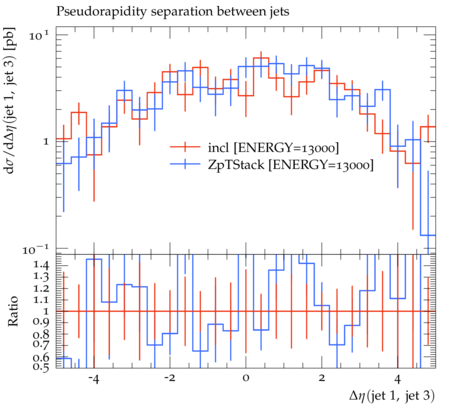 Pseudorapidity separation between jets
dσ/dΔη(jet 1, jet 3) [pb]
10¹
1
10⁻¹
incl [ENERGY=13000]
ZpTStack [ENERGY=13000]
Ratio
1.4
1.3
1.2
1.1
1
0.9
0.8
0.7
0.6
0.5
-4 -2 0 2 4
Δη(jet 1, jet 3)